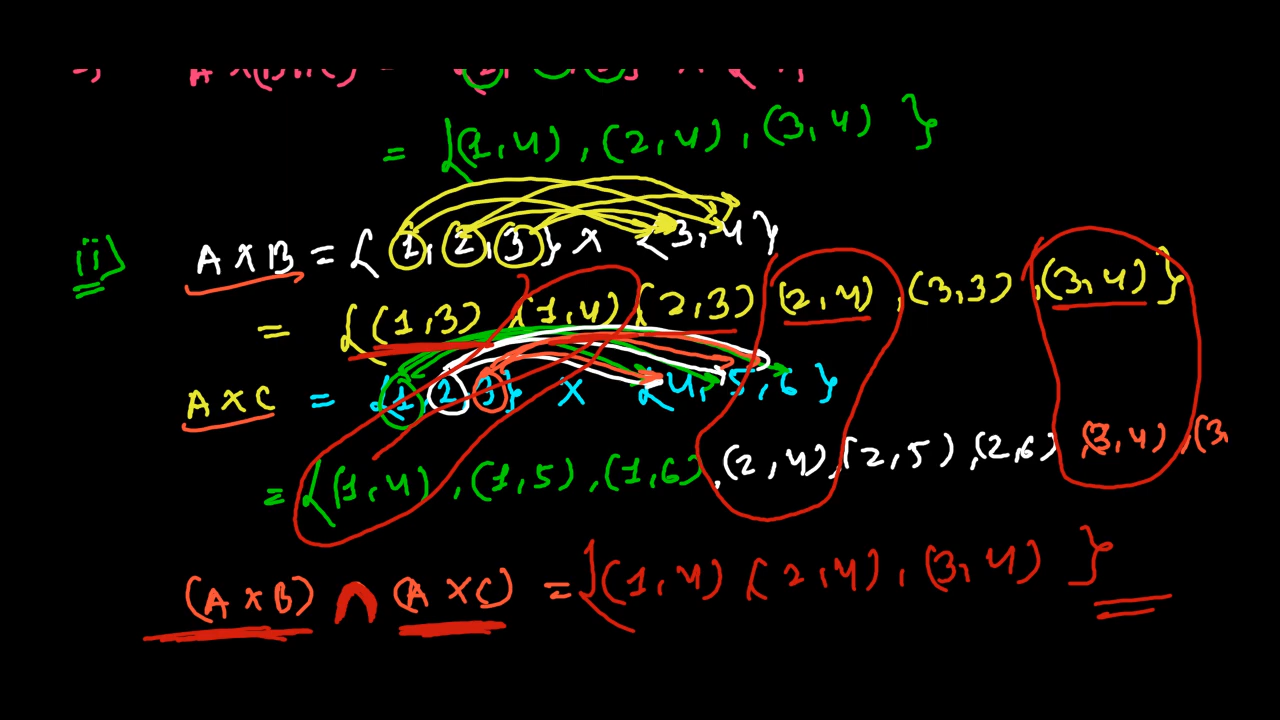 = {(1,4), (2,4), (3,4) }
ii) A × B = { 1, 2, 3 } × {3, 4 }
= {(1,3) ,(1,4) (2,3) (2,4) , (3,3) , (3,4) }
A × C = {1, 2 3} × {4, 5, 6 }
= {(1,4) , (1,5) , (1,6) , (2,4) , (2,5) , (2,6) (3,4) , (3,
(A × B) ∩ (A × C) = {(1,4) (2,4) , (3,4) }